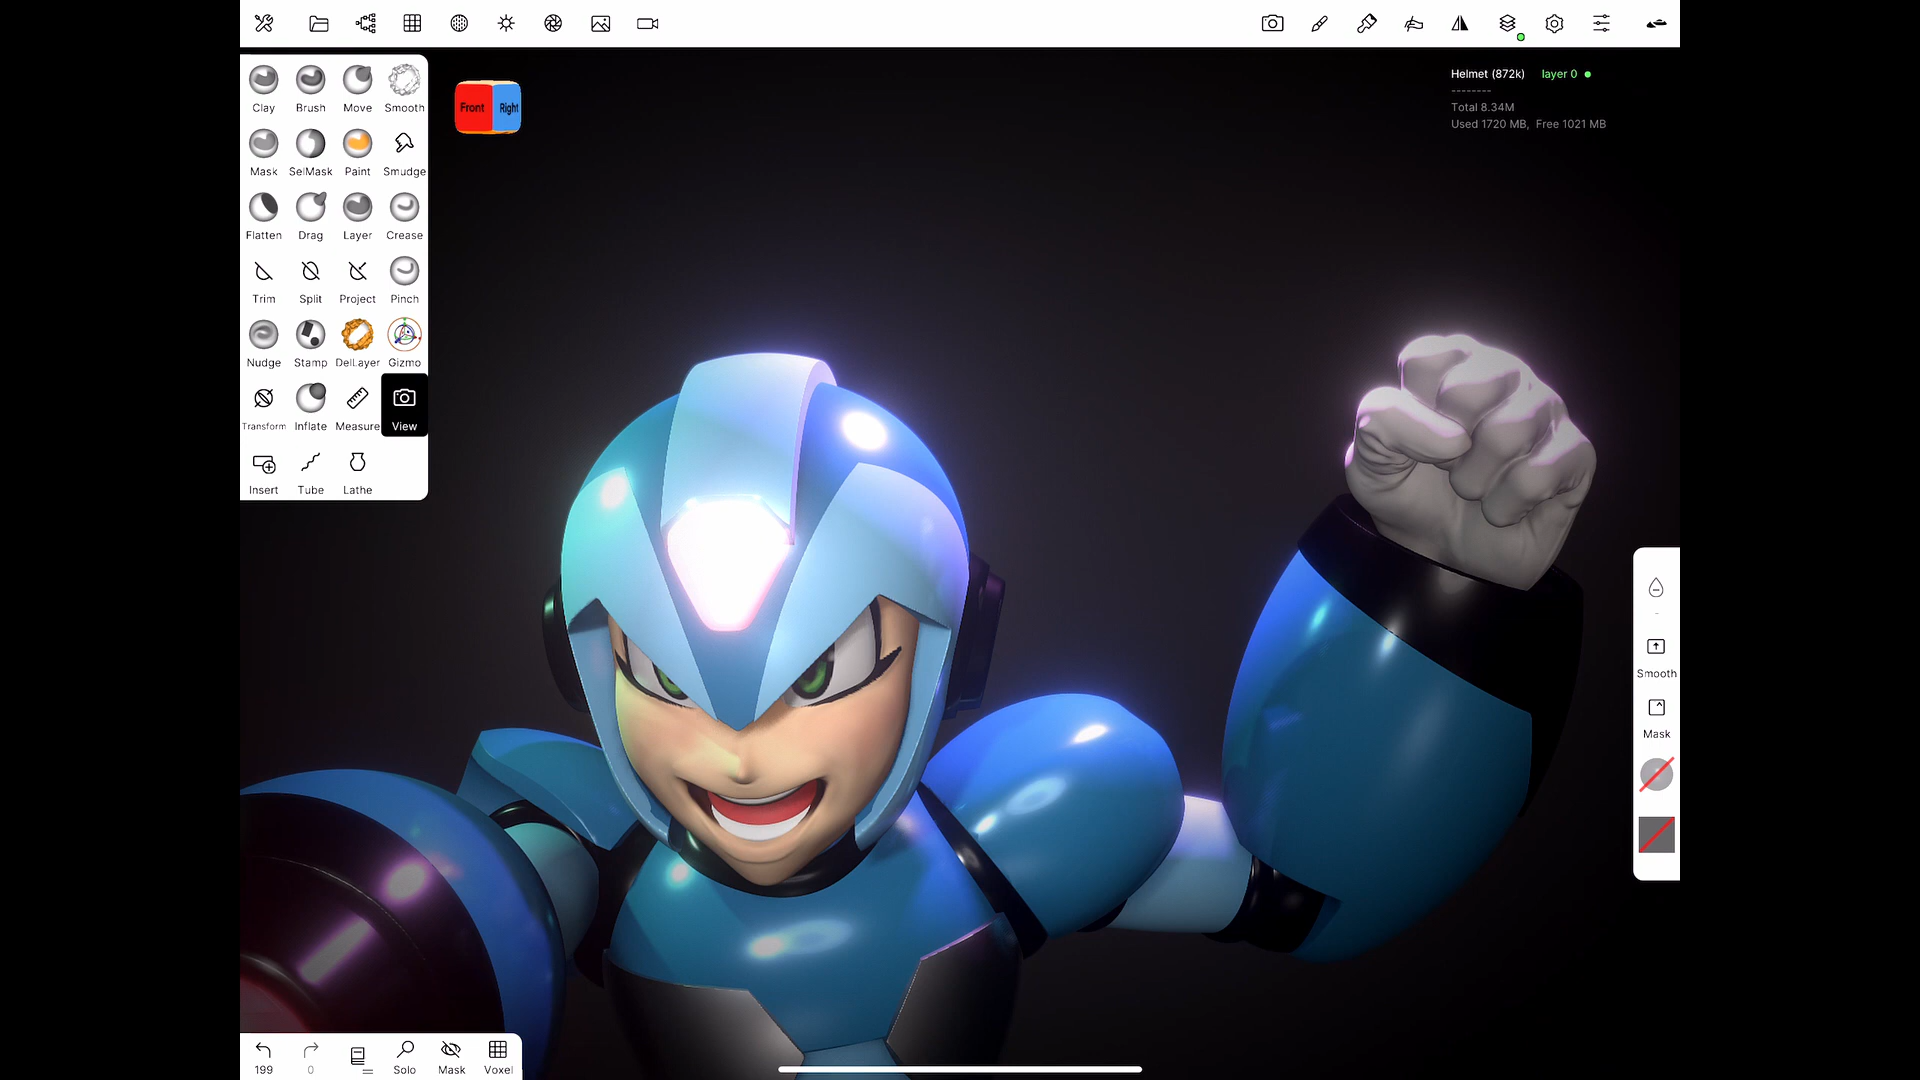 Clay Brush Move Smooth
Mask SelMask Paint Smudge
Flatten Drag Layer Crease
Trim Split Project Pinch
Nudge Stamp DelLayer Gizmo
Transform Inflate Measure View
Insert Tube Lathe
Front Right
Helmet (872k) layer 0
--------
Total 8.34M
Used 1720 MB, Free 1021 MB
-
Smooth
Mask
199 0 Solo Mask Voxel